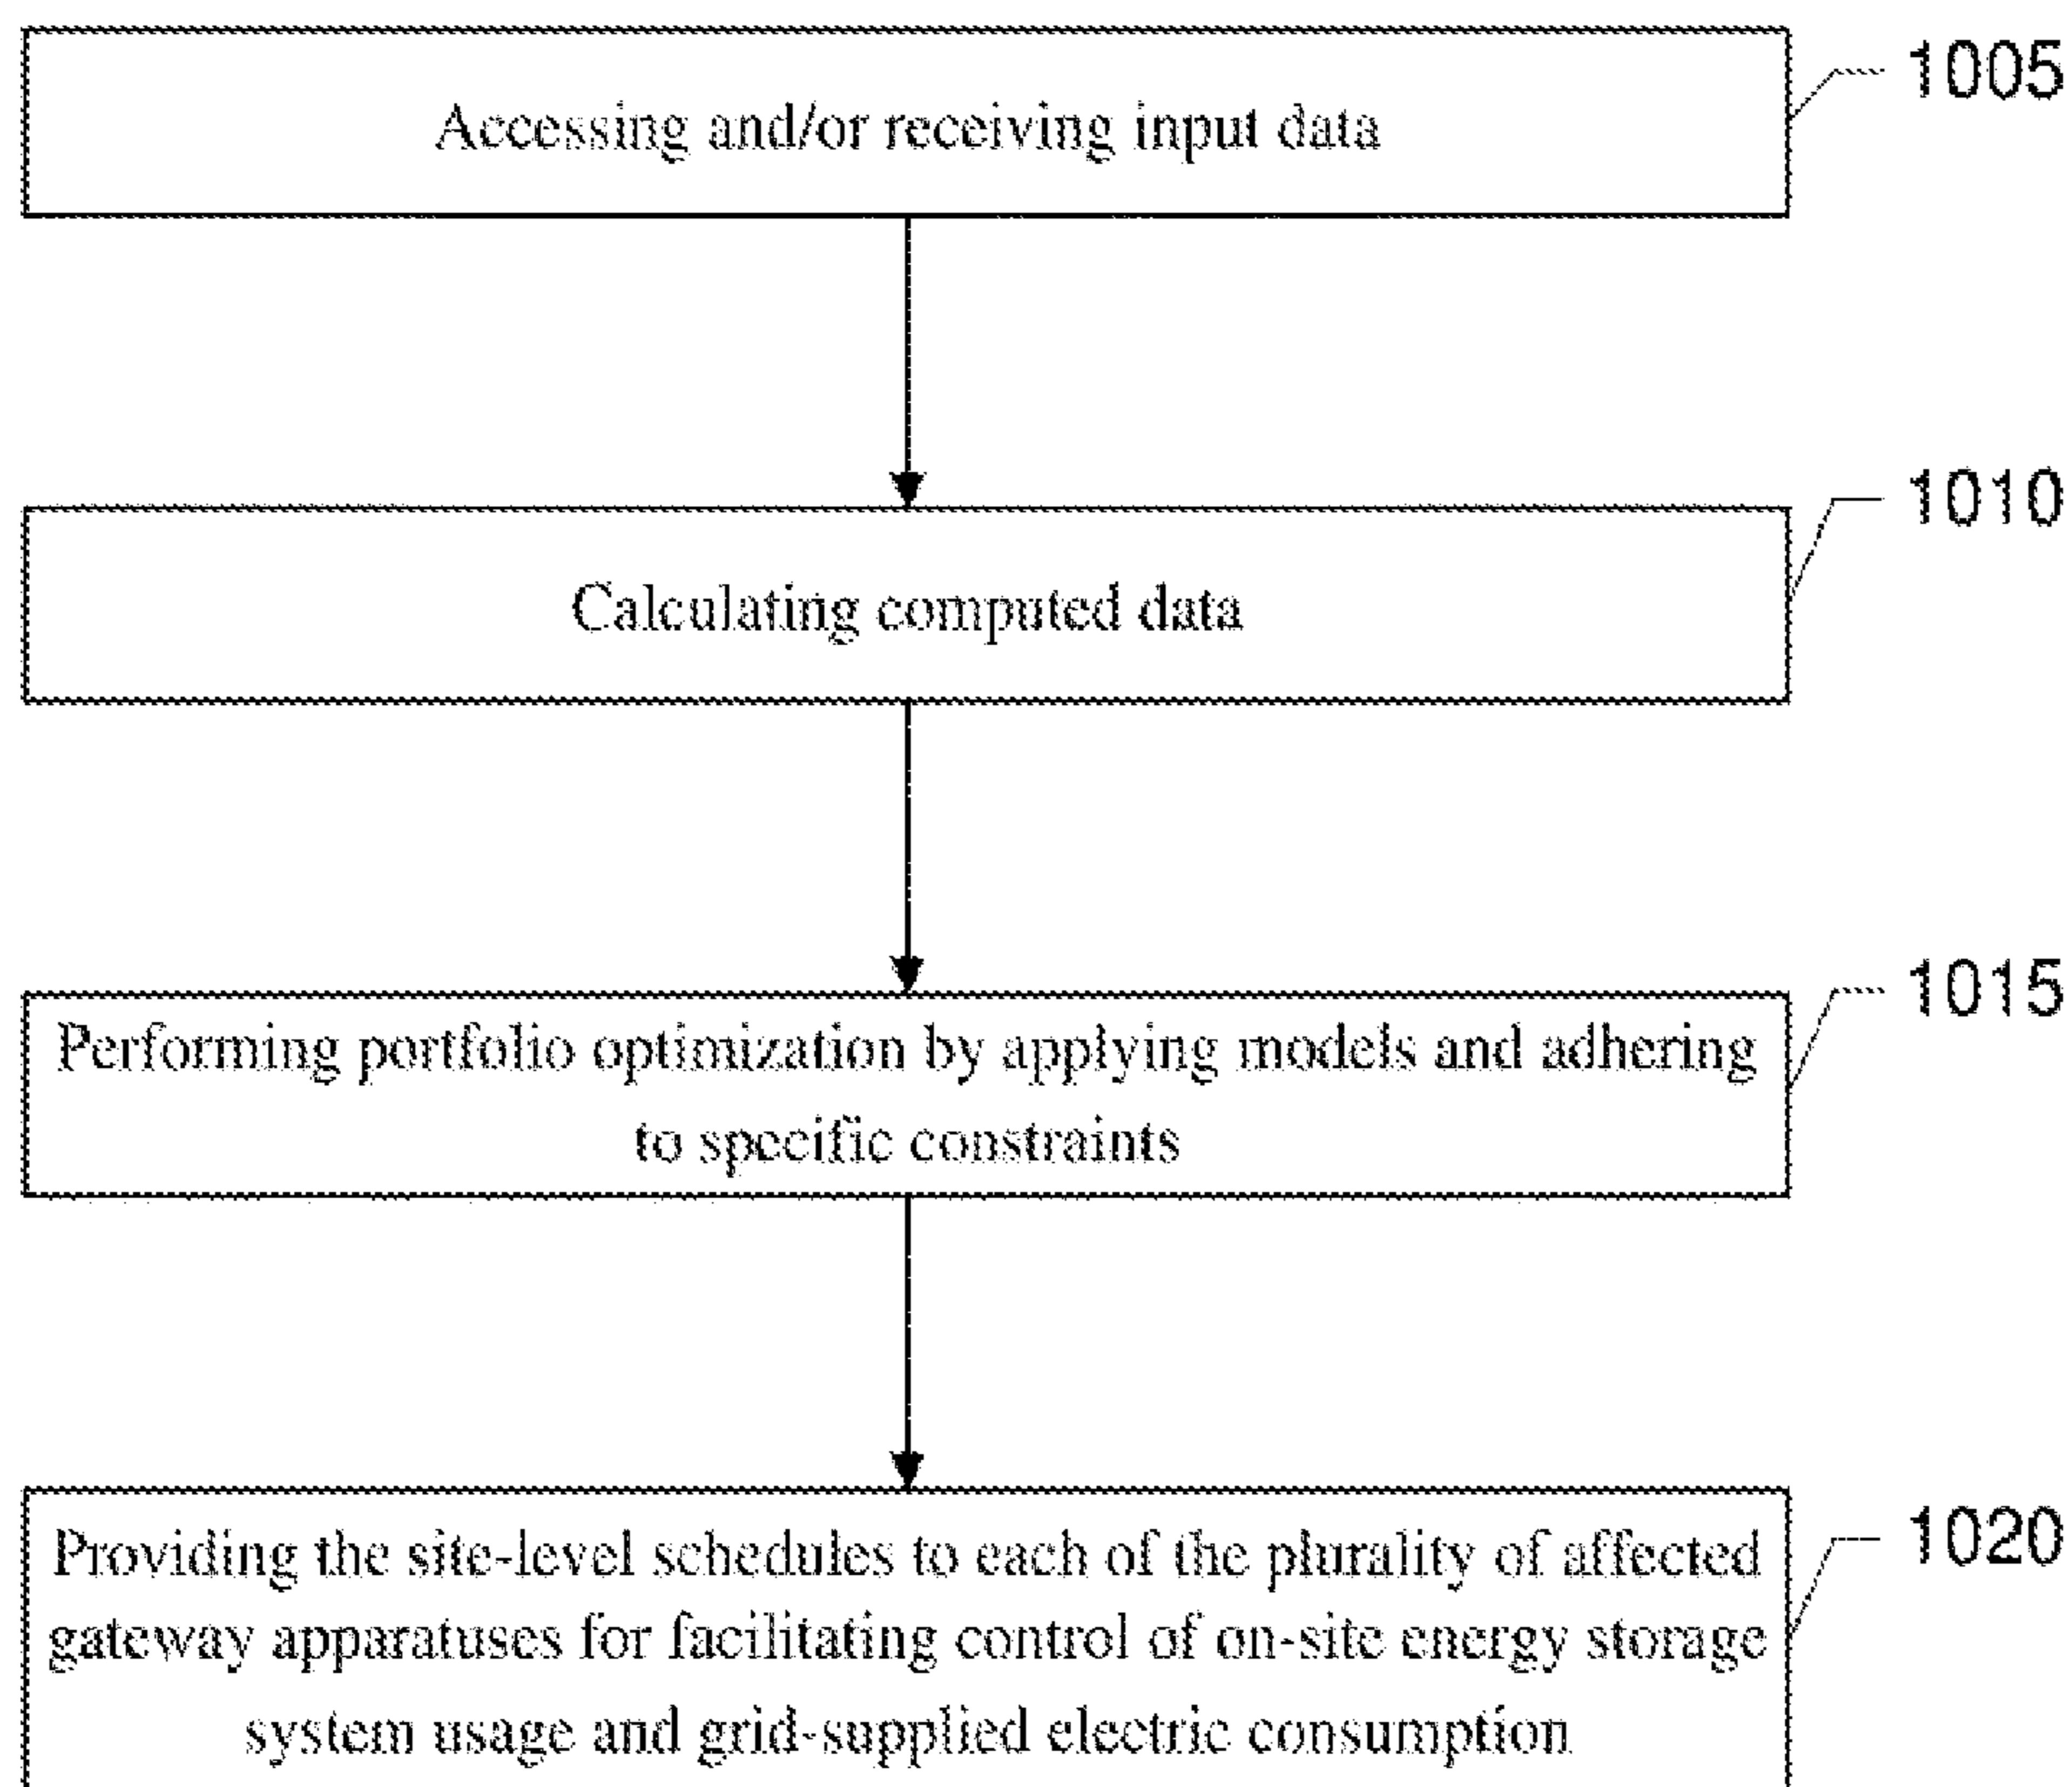 1005
Accessing and/or receiving input data
1010
Calculating computed data
1015
Performing portfolio optimization by applying models and adhering
to specific constraints
1020
Providing the site-level schedules to each of the plurality of affected
gateway apparatuses for facilitating control of on-site energy storage
system usage and grid-supplied electric consumption